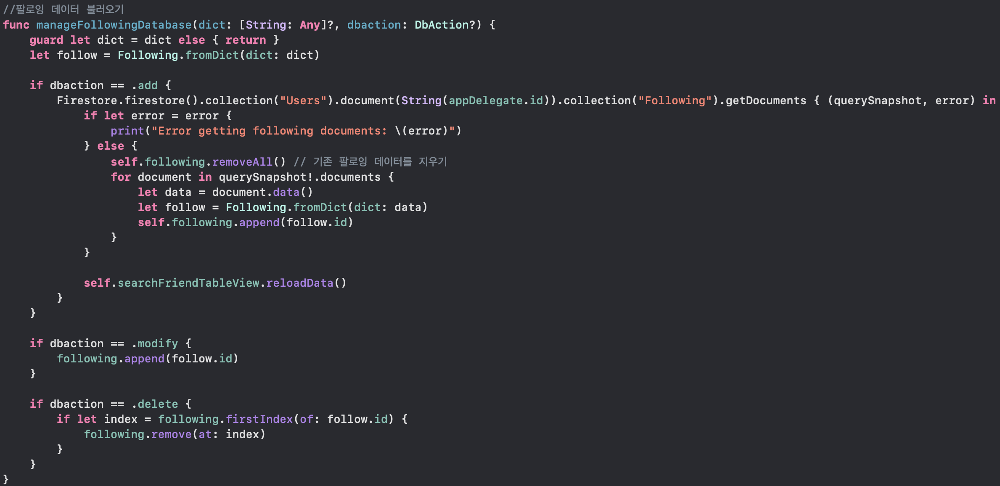 //팔로잉 데이터 불러오기
func manageFollowingDatabase(dict: [String: Any]?, dbaction: DbAction?) {
    guard let dict = dict else { return }
    let follow = Following.fromDict(dict: dict)

    if dbaction == .add {
        Firestore.firestore().collection("Users").document(String(appDelegate.id)).collection("Following").getDocuments { (querySnapshot, error) in
            if let error = error {
                print("Error getting following documents: \(error)")
            } else {
                self.following.removeAll() // 기존 팔로잉 데이터를 지우기
                for document in querySnapshot!.documents {
                    let data = document.data()
                    let follow = Following.fromDict(dict: data)
                    self.following.append(follow.id)
                }
            }

            self.searchFriendTableView.reloadData()
        }
    }

    if dbaction == .modify {
        following.append(follow.id)
    }

    if dbaction == .delete {
        if let index = following.firstIndex(of: follow.id) {
            following.remove(at: index)
        }
    }
}